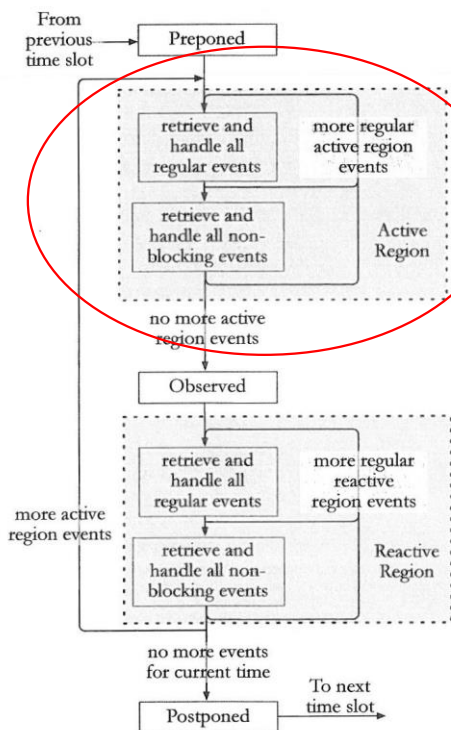 From
previous
time slot
Preponed
retrieve and
handle all
regular events
more regular
active region
events
retrieve and
handle all non-
blocking events
Active
Region
no more active
region events
Observed
retrieve and
handle all
regular events
more regular
reactive
region events
more active
region events
retrieve and
handle all non-
blocking events
Reactive
Region
no more events
for current time
To next
time slot
Postponed